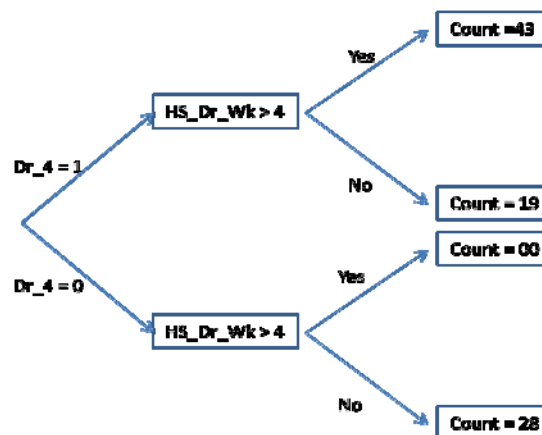 Count =43
Yes
HS_Dr_Wk > 4
Dr_4 = 1
No
Count = 19
Count = 00
Yes
Dr_4 = 0
HS_Dr_Wk > 4
No
Count = 28